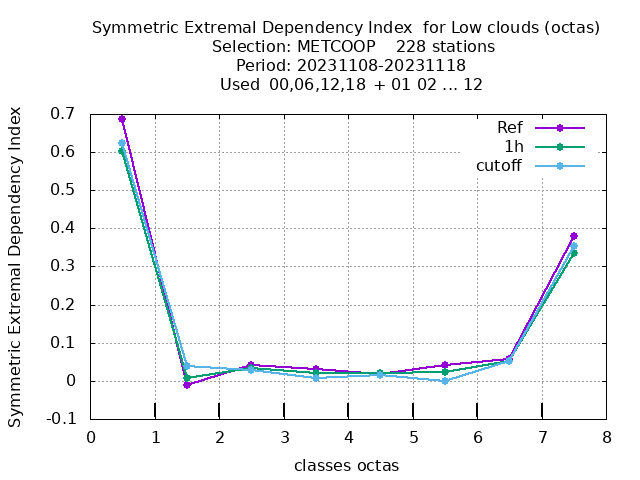 Symmetric Extremal Dependency Index  for Low clouds (octas)
Selection: METCOOP    228 stations
Period: 20231108-20231118
Used  00,06,12,18  + 01 02 ... 12
Symmetric Extremal Dependency Index
0.7
0.6
0.5
0.4
0.3
0.2
0.1
0
-0.1
Ref
1h
cutoff
0 1 2 3 4 5 6 7 8
classes octas